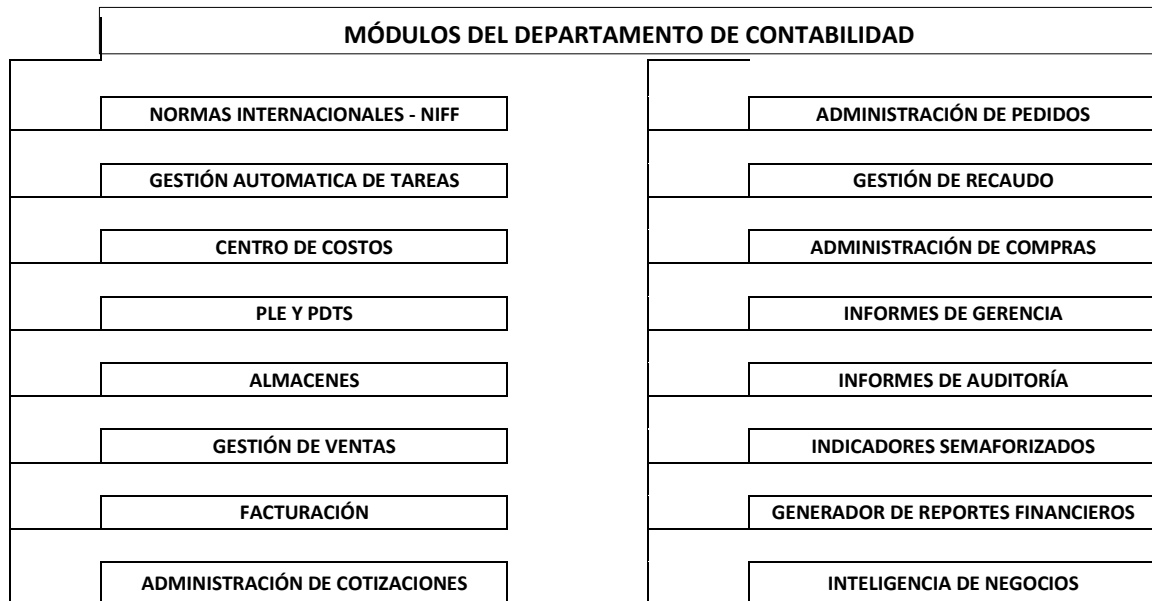 MÓDULOS DEL DEPARTAMENTO DE CONTABILIDAD
NORMAS INTERNACIONALES - NIFF
GESTIÓN AUTOMATICA DE TAREAS
CENTRO DE COSTOS
PLE Y PDTS
ALMACENES
GESTIÓN DE VENTAS
FACTURACIÓN
ADMINISTRACIÓN DE COTIZACIONES
ADMINISTRACIÓN DE PEDIDOS
GESTIÓN DE RECAUDO
ADMINISTRACIÓN DE COMPRAS
INFORMES DE GERENCIA
INFORMES DE AUDITORÍA
INDICADORES SEMAFORIZADOS
GENERADOR DE REPORTES FINANCIEROS
INTELIGENCIA DE NEGOCIOS